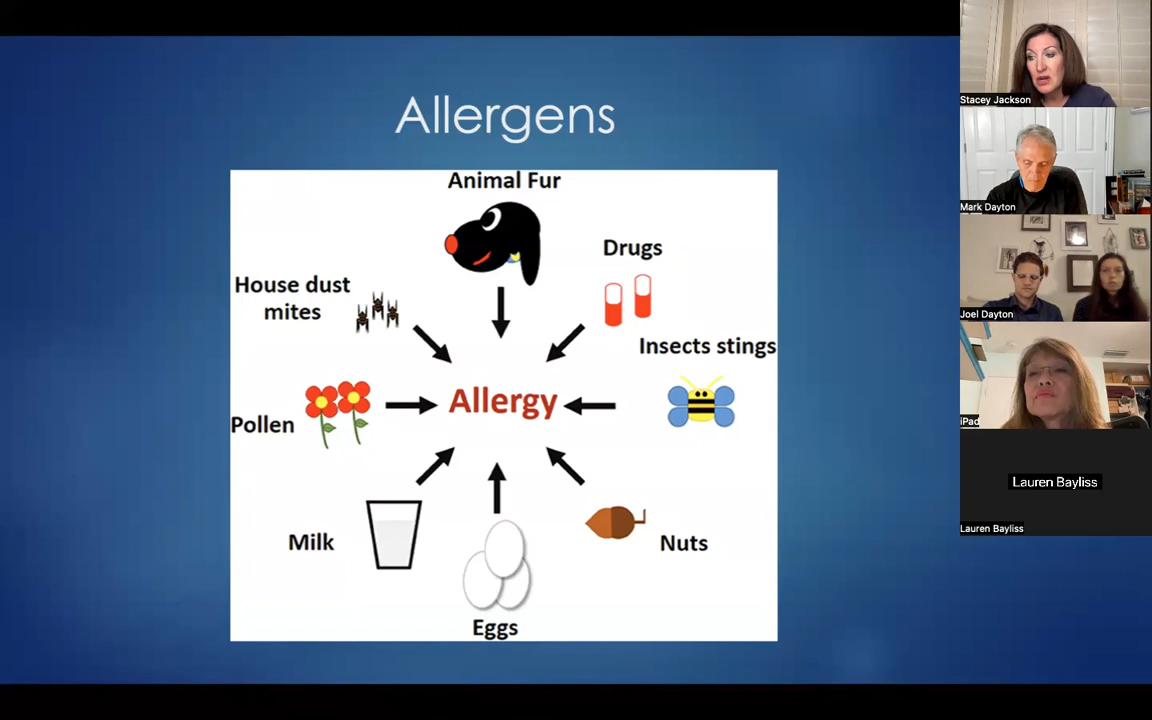 Allergens
Animal Fur
Drugs
House dust
mites
Insects stings
Allergy
Pollen
Milk
Nuts
Eggs
Stacey Jackson
Mark Dayton
Joel Dayton
iPad
Lauren Bayliss
Lauren Bayliss